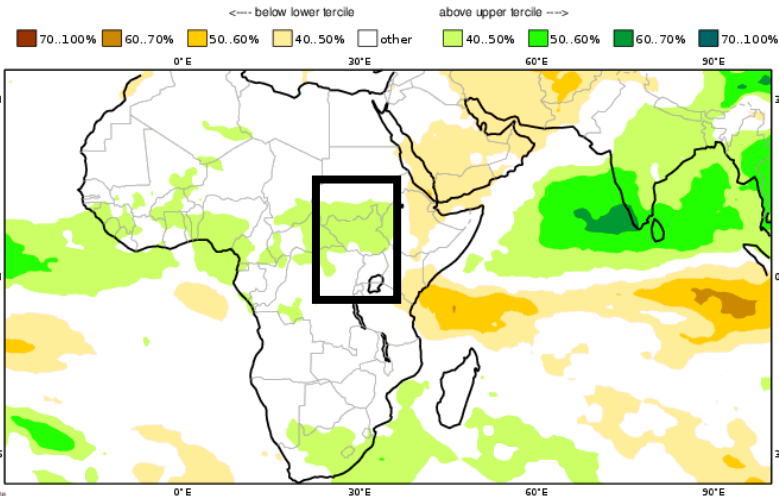 <---- below lower tercile above upper tercile ---->
70..100% 60..70% 50..60% 40..50% other 40..50% 50..60% 60..70% 70..100%
0°E 30°E 60°E 90°E
0°E 30°E 60°E 90°E